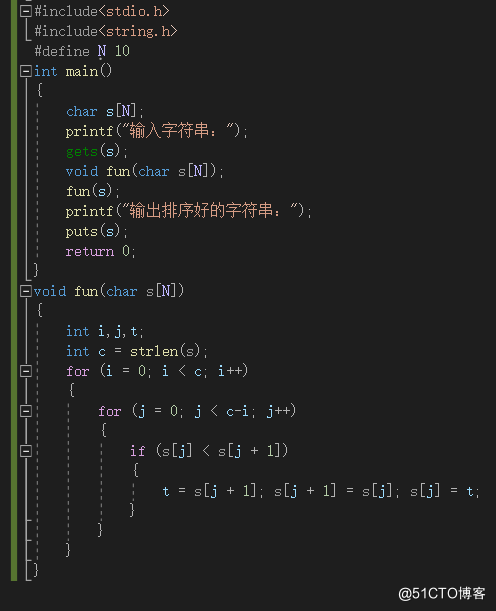 #include<stdio.h>
#include<string.h>
#define N 10
int main()
{
    char s[N];
    printf("输入字符串：");
    gets(s);
    void fun(char s[N]);
    fun(s);
    printf("输出排序好的字符串：");
    puts(s);
    return 0;
}
void fun(char s[N])
{
    int i,j,t;
    int c = strlen(s);
    for (i = 0; i < c; i++)
    {
        for (j = 0; j < c-i; j++)
        {
            if (s[j] < s[j + 1])
            {
                t = s[j + 1]; s[j + 1] = s[j]; s[j] = t;
            }
        }
    }
}
@51CTO博客